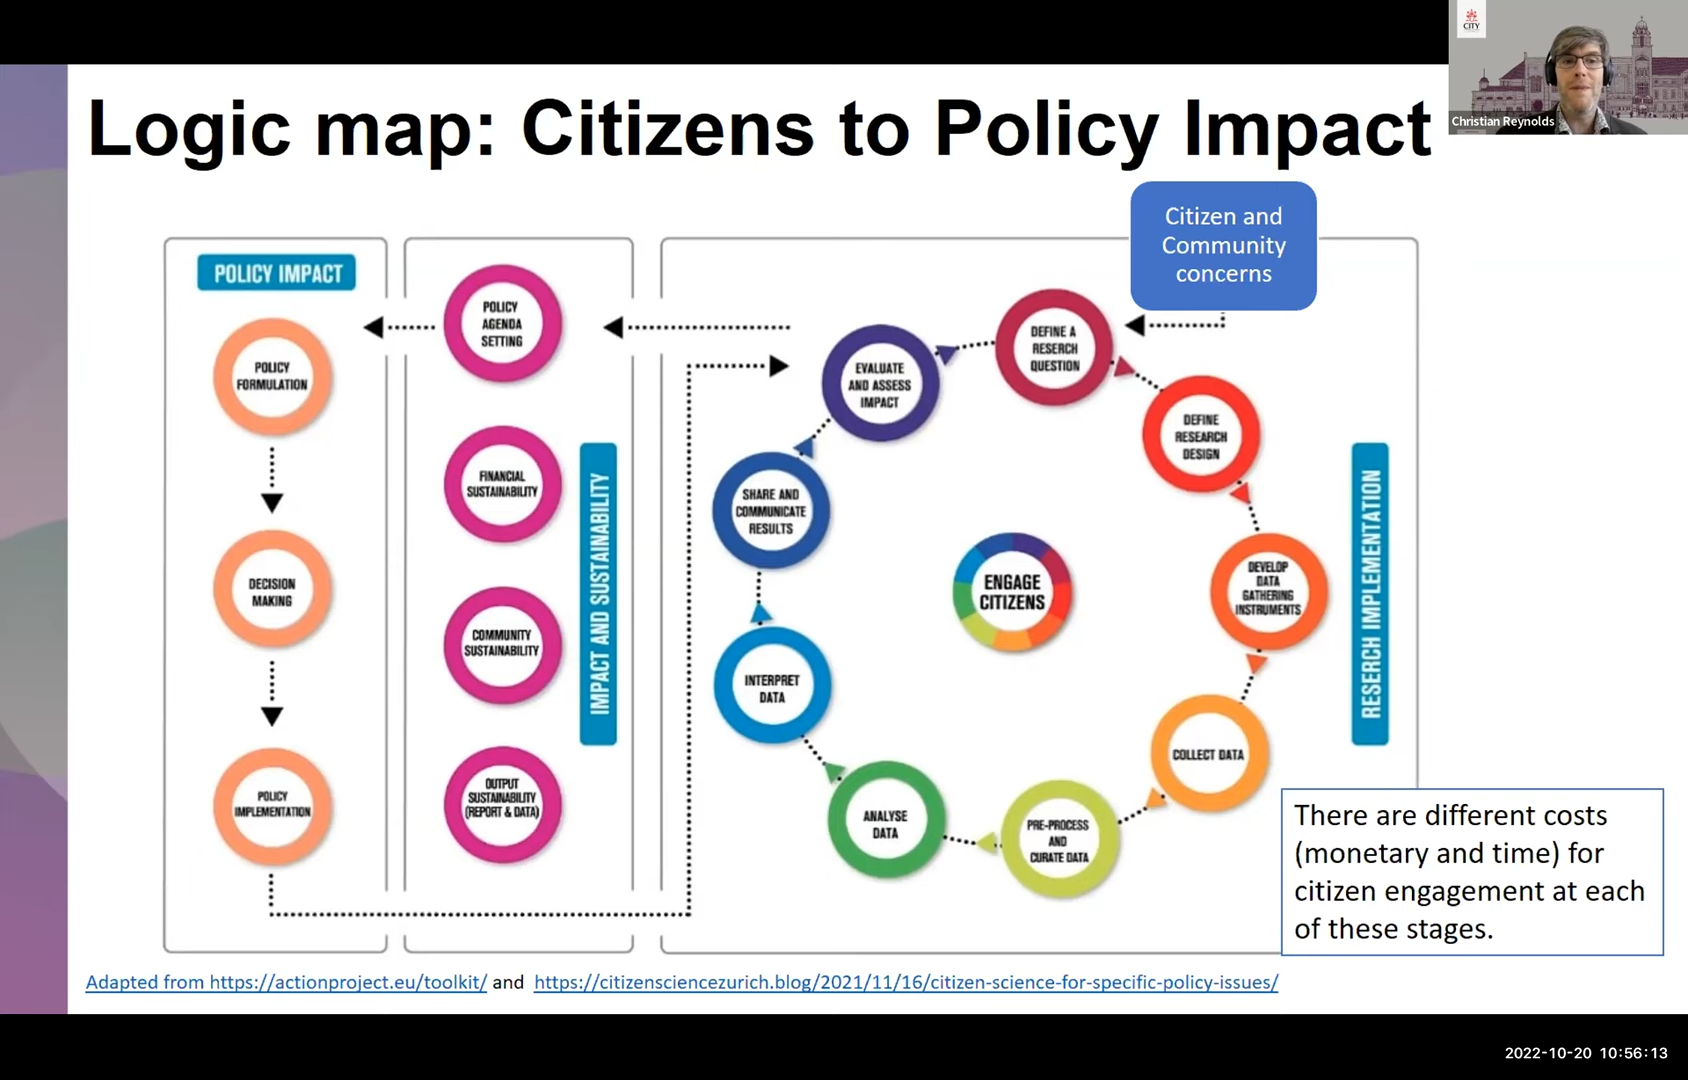 CITY
Christian Reynolds
Logic map: Citizens to Policy Impact
Citizen and
Community
concerns
POLICY IMPACT
POLICY
FORMULATION
DECISION
MAKING
POLICY
IMPLEMENTATION
POLICY
AGENDA
SETTING
FINANCIAL
SUSTAINABILITY
COMMUNITY
SUSTAINABILITY
OUTPUT
SUSTAINABILITY
(REPORT & DATA)
IMPACT AND SUSTAINABILITY
DEFINE A
RESERCH
QUESTION
DEFINE
RESEARCH
DESIGN
DEVELOP
DATA
GATHERING
INSTRUMENTS
COLLECT DATA
PRE-PROCESS
AND
CURATE DATA
ANALYSE
DATA
INTERPRET
DATA
SHARE AND
COMMUNICATE
RESULTS
EVALUATE
AND ASSESS
IMPACT
ENGAGE
CITIZENS
RESERCH IMPLEMENTATION
There are different costs
(monetary and time) for
citizen engagement at each
of these stages.
Adapted from https://actionproject.eu/toolkit/ and https://citizensciencezurich.blog/2021/11/16/citizen-science-for-specific-policy-issues/
2022-10-20 10:56:13